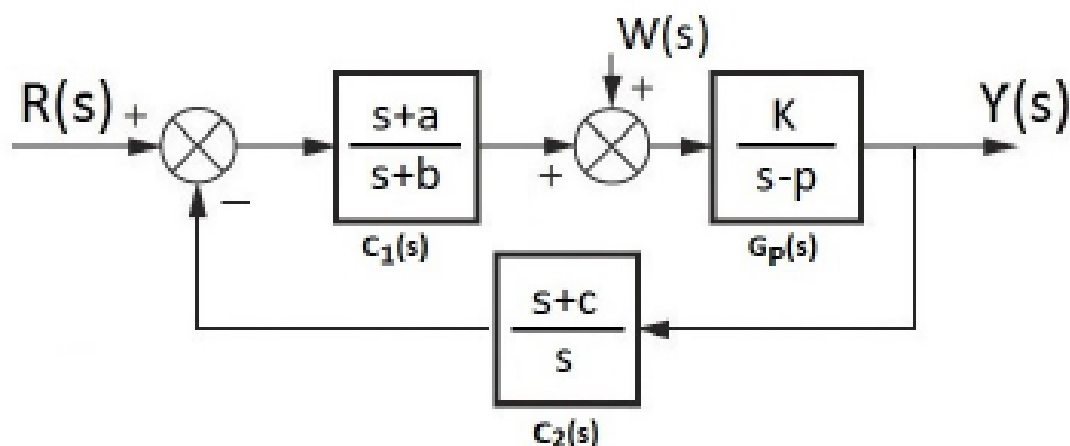 W(s)
R(s)
+
+
Y(s)
s+a
s+b
K
s-p
+
−
C₁(s)
Gₚ(s)
s+c
s
C₂(s)